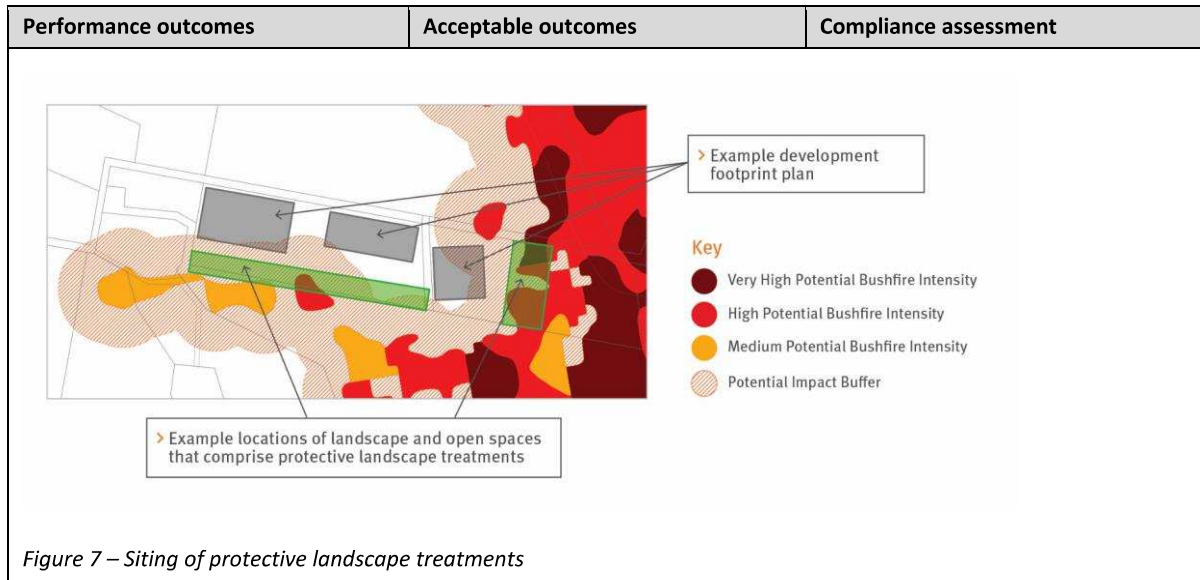 Performance outcomes
Acceptable outcomes
Compliance assessment
> Example development
footprint plan
Key
Very High Potential Bushfire Intensity
High Potential Bushfire Intensity
Medium Potential Bushfire Intensity
Potential Impact Buffer
> Example locations of landscape and open spaces
that comprise protective landscape treatments
Figure 7 – Siting of protective landscape treatments